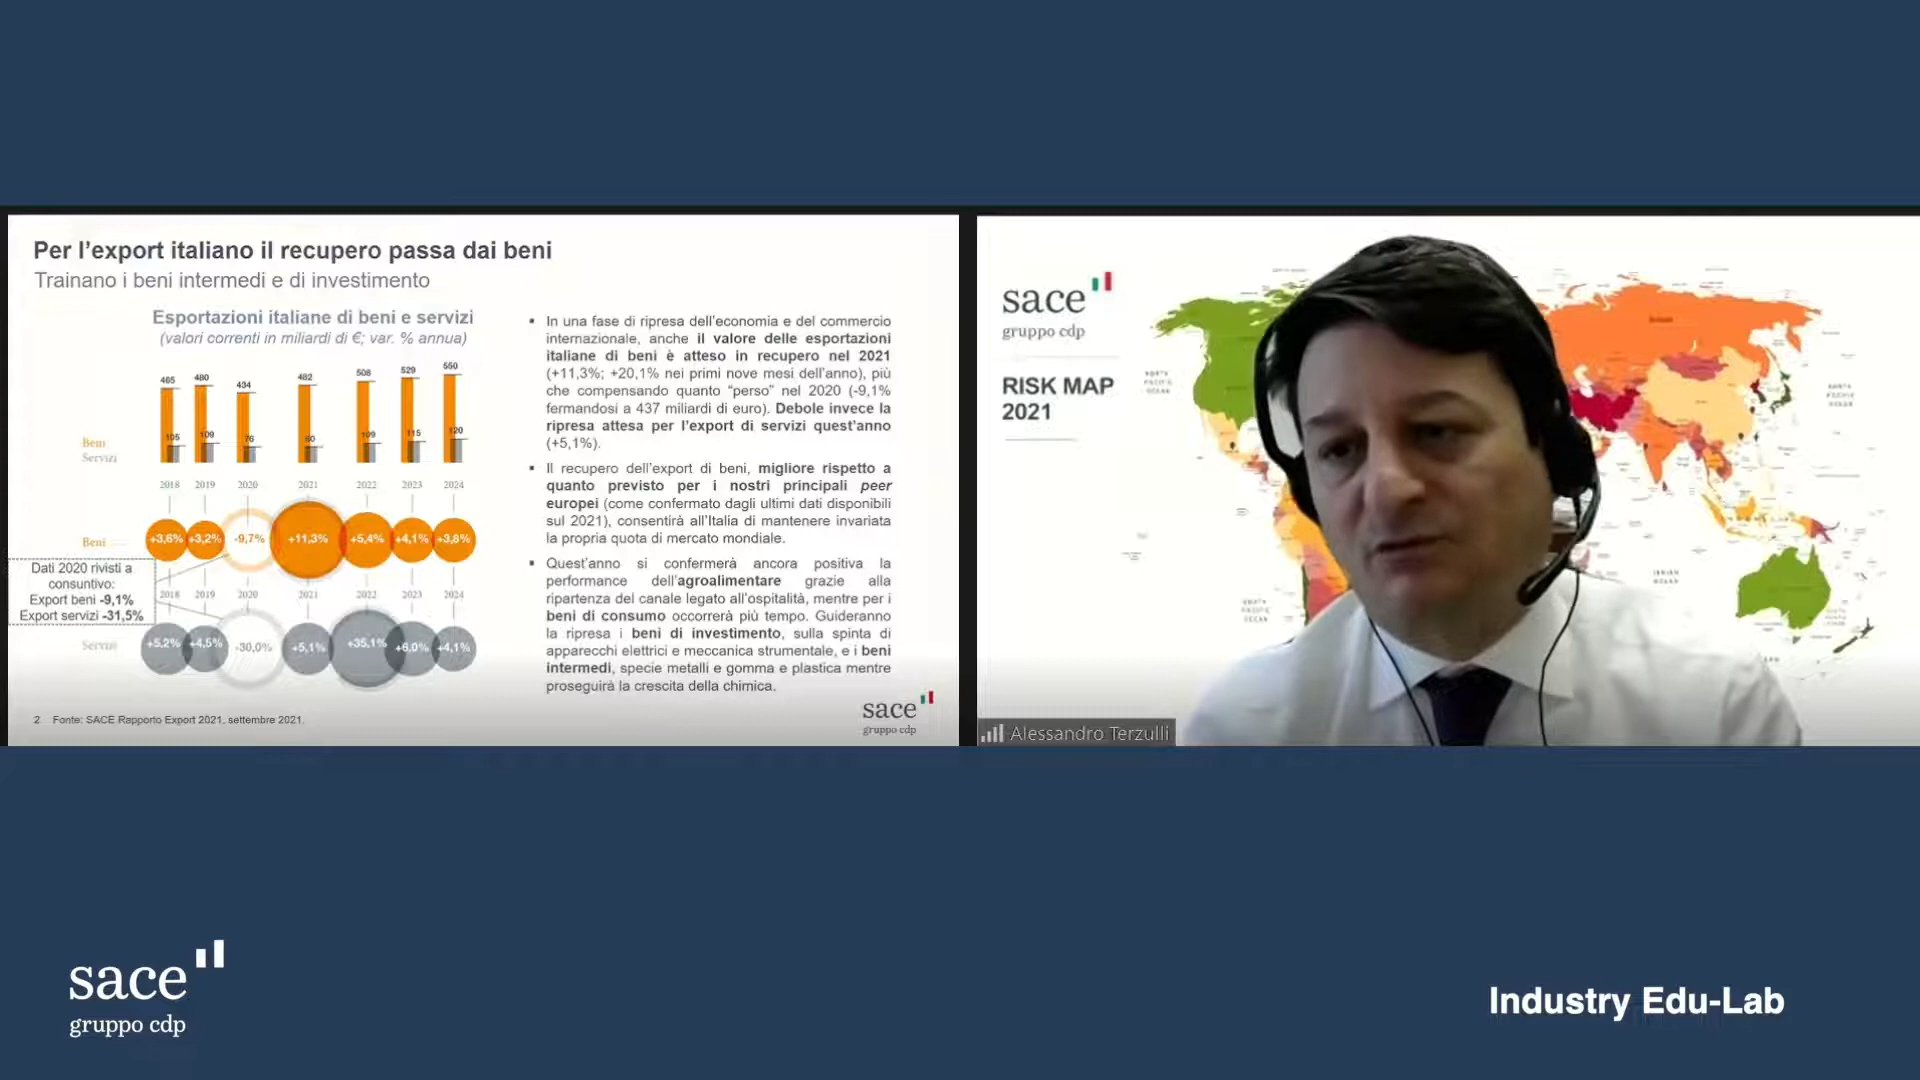 Per l'export italiano il recupero passa dai beni
Trainano i beni intermedi e di investimento
Esportazioni italiane di beni e servizi
(valori correnti in miliardi di €; var. % annua)
465 480 434 482 508 529 550
105 109 76 80 109 115 120
Beni
Servizi
2018 2019 2020 2021 2022 2023 2024
Beni
+3,6% +3,2% -9,7% +11,3% +5,4% +4,1% +3,8%
Dati 2020 rivisti a
consuntivo:
Export beni -9,1%
Export servizi -31,5%
2018 2019 2020 2021 2022 2023 2024
Servizi
+5,2% +4,5% -30,0% +5,1% +35,1% +6,0% +4,1%
▪ In una fase di ripresa dell'economia e del commercio
internazionale, anche il valore delle esportazioni
italiane di beni è atteso in recupero nel 2021
(+11,3%; +20,1% nei primi nove mesi dell'anno), più
che compensando quanto "perso" nel 2020 (-9,1%
fermandosi a 437 miliardi di euro). Debole invece la
ripresa attesa per l'export di servizi quest'anno
(+5,1%).
▪ Il recupero dell'export di beni, migliore rispetto a
quanto previsto per i nostri principali peer
europei (come confermato dagli ultimi dati disponibili
sul 2021), consentirà all'Italia di mantenere invariata
la propria quota di mercato mondiale.
▪ Quest'anno si confermerà ancora positiva la
performance dell'agroalimentare grazie alla
ripartenza del canale legato all'ospitalità, mentre per i
beni di consumo occorrerà più tempo. Guideranno
la ripresa i beni di investimento, sulla spinta di
apparecchi elettrici e meccanica strumentale, e i beni
intermedi, specie metalli e gomma e plastica mentre
proseguirà la crescita della chimica.
2 Fonte: SACE Rapporto Export 2021, settembre 2021.
sace
gruppo cdp
sace
gruppo cdp
RISK MAP
2021
NORTH
PACIFIC
OCEAN
NORTH
PACIFIC
OCEAN
INDIAN
OCEAN
SOUTH
PACIFIC
OCEAN
Alessandro Terzulli
sace
gruppo cdp
Industry Edu-Lab